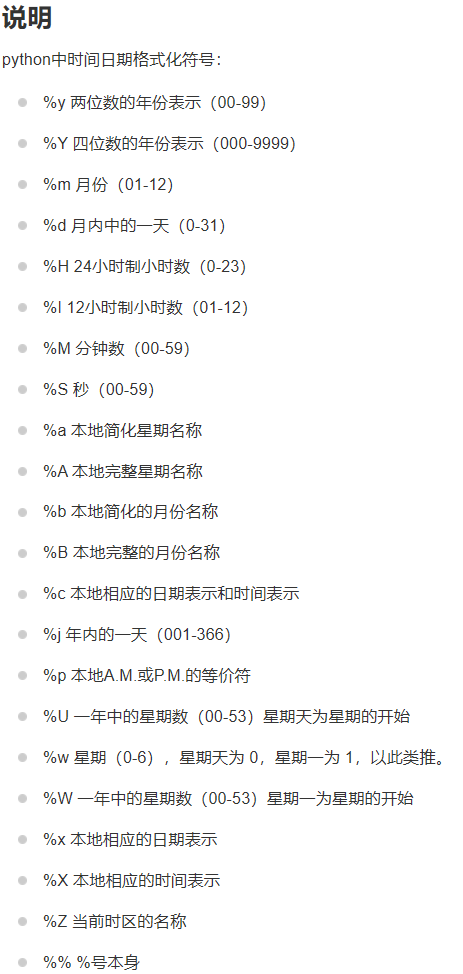 说明
python中时间日期格式化符号：
%y 两位数的年份表示（00-99）
%Y 四位数的年份表示（000-9999）
%m 月份（01-12）
%d 月内中的一天（0-31）
%H 24小时制小时数（0-23）
%I 12小时制小时数（01-12）
%M 分钟数（00-59）
%S 秒（00-59）
%a 本地简化星期名称
%A 本地完整星期名称
%b 本地简化的月份名称
%B 本地完整的月份名称
%c 本地相应的日期表示和时间表示
%j 年内的一天（001-366）
%p 本地A.M.或P.M.的等价符
%U 一年中的星期数（00-53）星期天为星期的开始
%w 星期（0-6），星期天为 0，星期一为 1，以此类推。
%W 一年中的星期数（00-53）星期一为星期的开始
%x 本地相应的日期表示
%X 本地相应的时间表示
%Z 当前时区的名称
%% %号本身